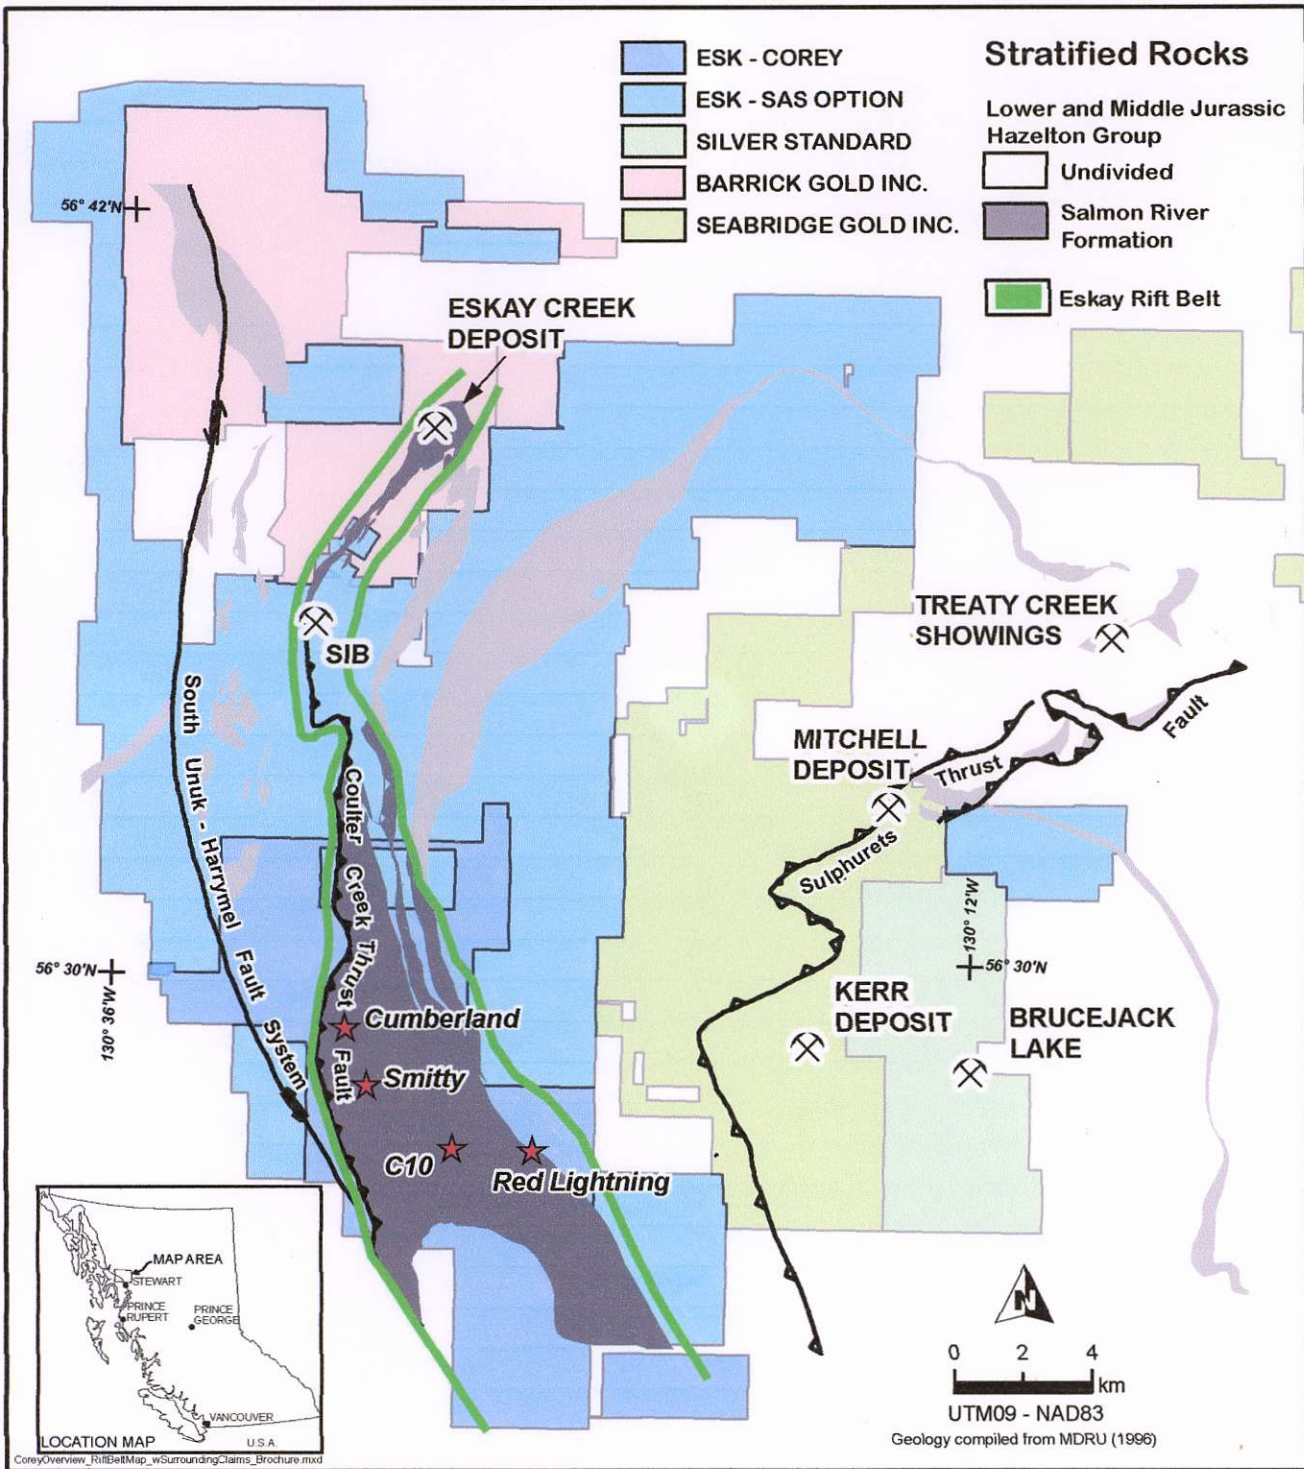 ESK - COREY
ESK - SAS OPTION
SILVER STANDARD
BARRICK GOLD INC.
SEABRIDGE GOLD INC.
Stratified Rocks
Lower and Middle Jurassic
Hazelton Group
Undivided
Salmon River
Formation
Eskay Rift Belt
56° 42'N
ESKAY CREEK
DEPOSIT
SIB
TREATY CREEK
SHOWINGS
MITCHELL
DEPOSIT
Sulphurets
Thrust
Fault
South Unuk - Harrymel Fault System
Coulter Creek Thrust Fault
56° 30'N
130° 36'W
130° 12'W
56° 30'N
KERR
DEPOSIT
BRUCEJACK
LAKE
Cumberland
Smitty
C10
Red Lightning
MAP AREA
STEWART
PRINCE
RUPERT
PRINCE
GEORGE
VANCOUVER
LOCATION MAP
U.S.A.
N
0 2 4
km
UTM09 - NAD83
Geology compiled from MDRU (1996)
CoreyOverview_RiftBeltMap_wSurroundingClaims_Brochure.mxd